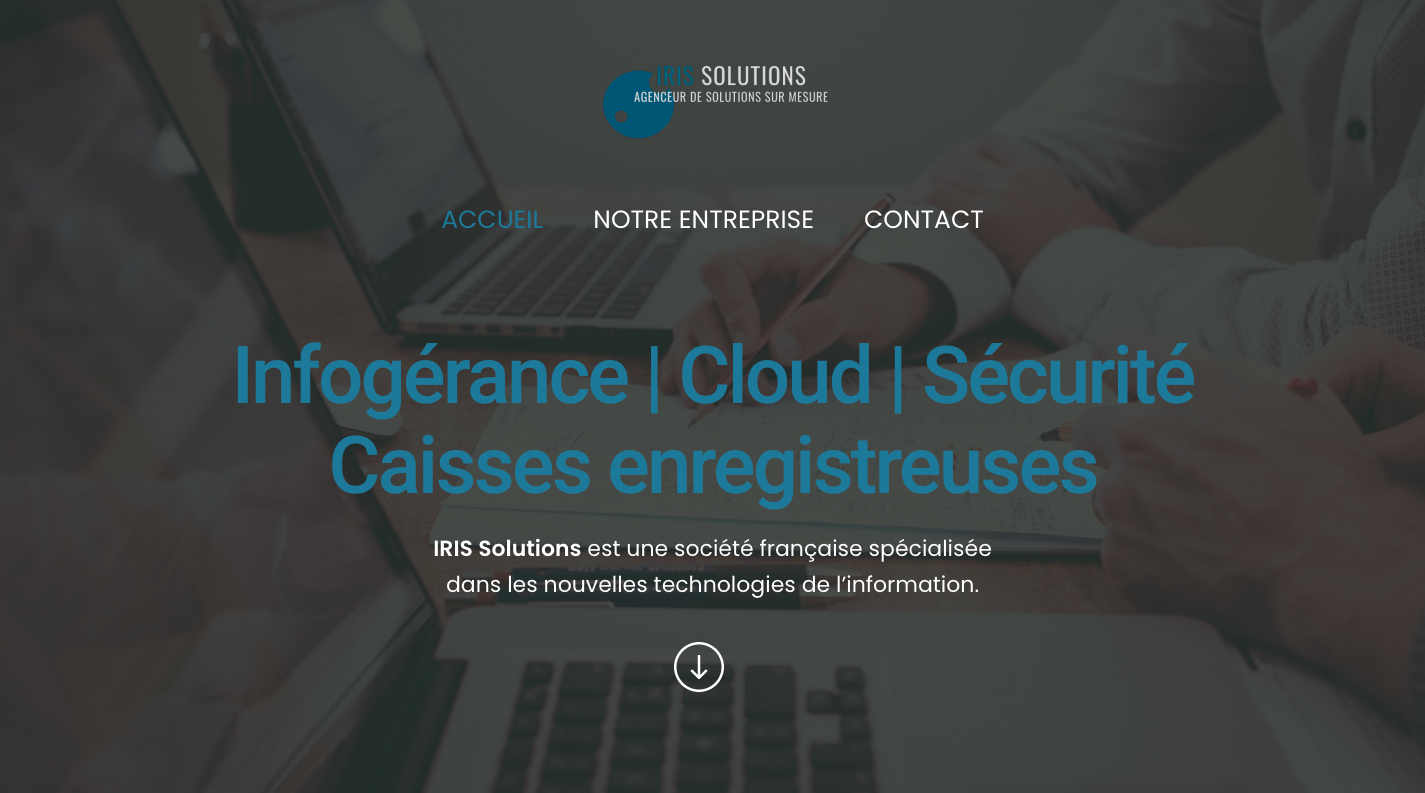 IRIS SOLUTIONS
AGENCEUR DE SOLUTIONS SUR MESURE
ACCUEIL NOTRE ENTREPRISE CONTACT
Infogérance | Cloud | Sécurité
Caisses enregistreuses
IRIS Solutions est une société française spécialisée
dans les nouvelles technologies de l’information.